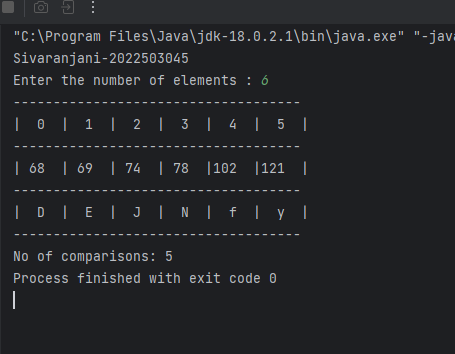 "C:\Program Files\Java\jdk-18.0.2.1\bin\java.exe" "-java
Sivaranjani-2022503045
Enter the number of elements : 6
------------------------------------
|  0  |  1  |  2  |  3  |  4  |  5  |
------------------------------------
| 68  | 69  | 74  | 78  |102  |121  |
------------------------------------
|  D  |  E  |  J  |  N  |  f  |  y  |
------------------------------------
No of comparisons: 5
Process finished with exit code 0